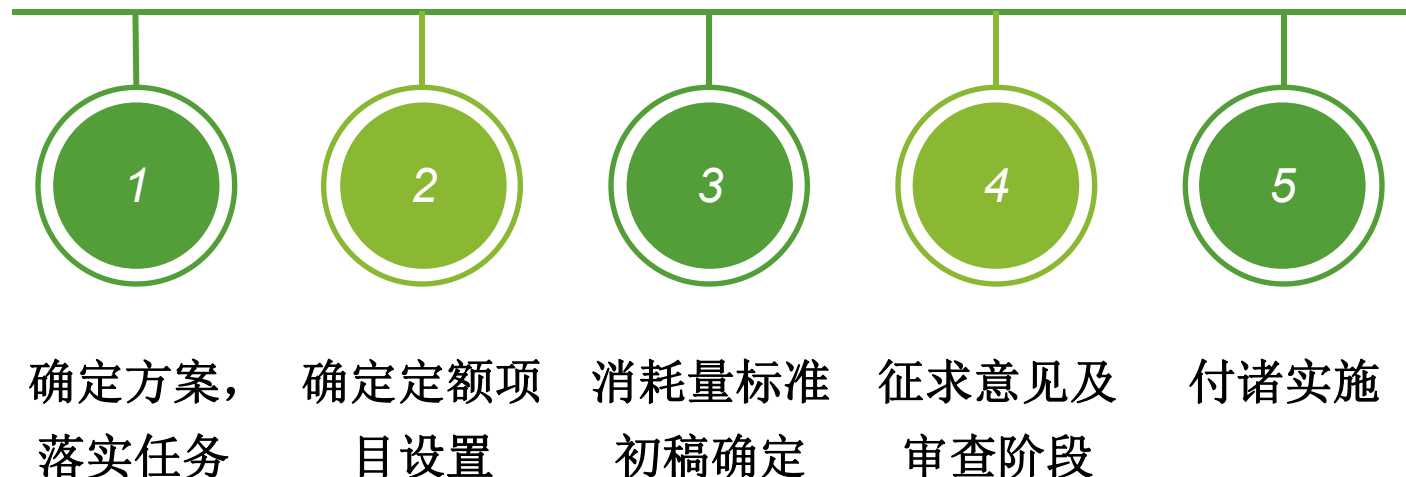 1
2
3
4
5
确定方案，
落实任务
确定定额项
目设置
消耗量标准
初稿确定
征求意见及
审查阶段
付诸实施